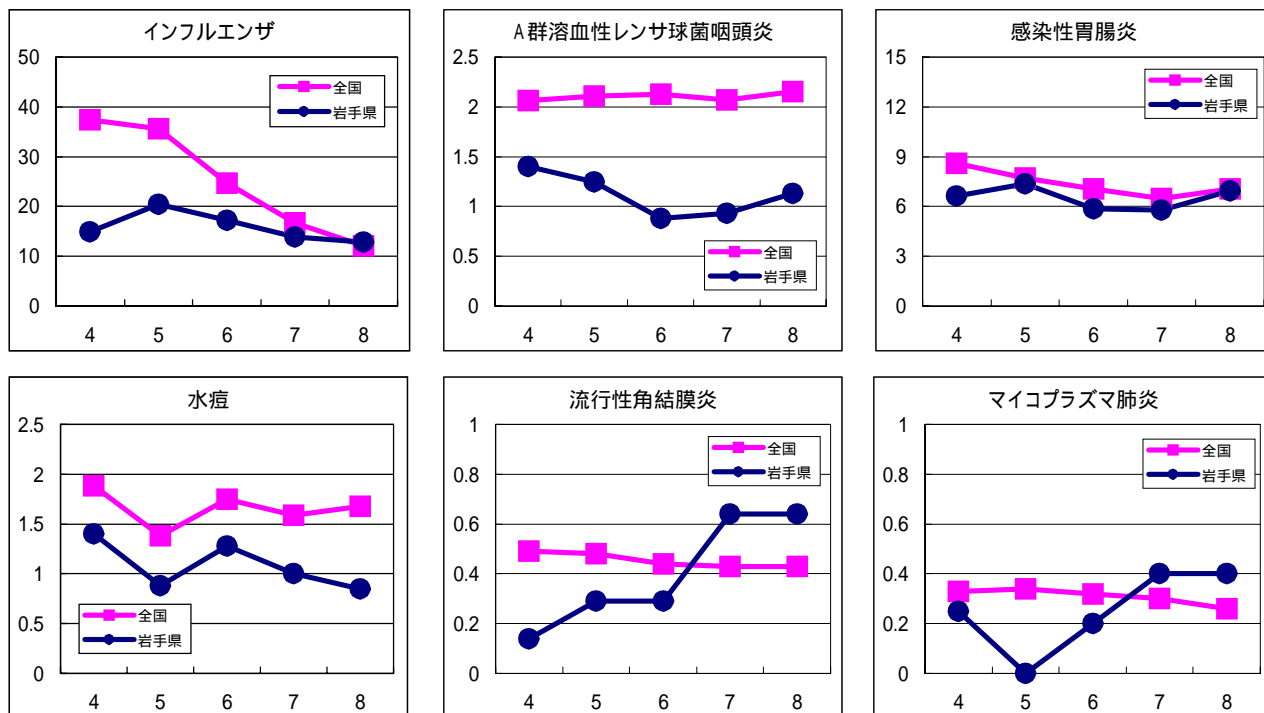 インフルエンザ
50
40
30
20
10
0
4 5 6 7 8
全国
岩手県
A群溶血性レンサ球菌咽頭炎
2.5
2
1.5
1
0.5
0
4 5 6 7 8
全国
岩手県
感染性胃腸炎
15
12
9
6
3
0
4 5 6 7 8
全国
岩手県
水痘
2.5
2
1.5
1
0.5
0
4 5 6 7 8
全国
岩手県
流行性角結膜炎
1
0.8
0.6
0.4
0.2
0
4 5 6 7 8
全国
岩手県
マイコプラズマ肺炎
1
0.8
0.6
0.4
0.2
0
4 5 6 7 8
全国
岩手県